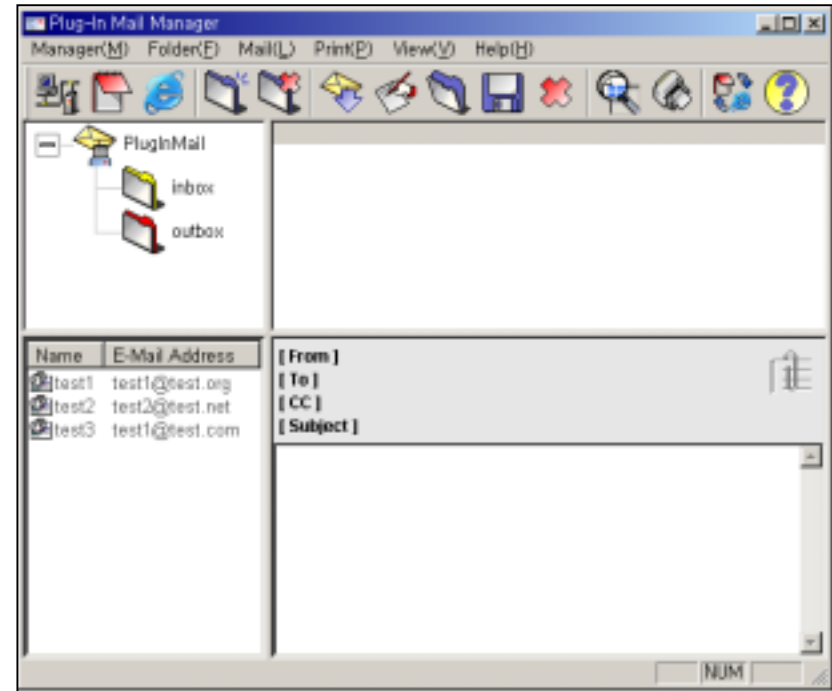 Plug-In Mail Manager
Manager(M) Folder(F) Mail(L) Print(P) View(V) Help(H)
PlugInMail
inbox
outbox
Name E-Mail Address
test1 test1@test.org
test2 test2@test.net
test3 test1@test.com
[ From ]
[ To ]
[ CC ]
[ Subject ]
NUM